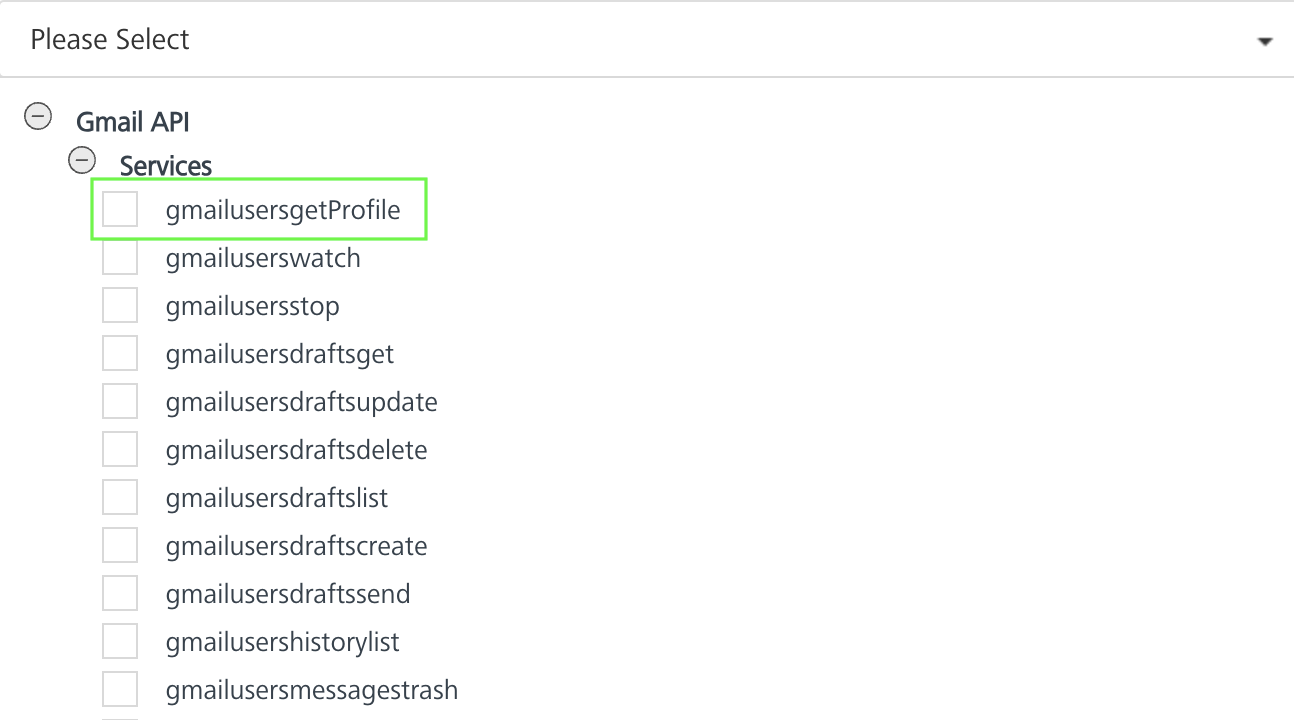 Please Select
Gmail API
Services
gmailusersgetProfile
gmailuserswatch
gmailusersstop
gmailusersdraftsget
gmailusersdraftsupdate
gmailusersdraftsdelete
gmailusersdraftslist
gmailusersdraftscreate
gmailusersdraftssend
gmailusershistorylist
gmailusersmessagestrash